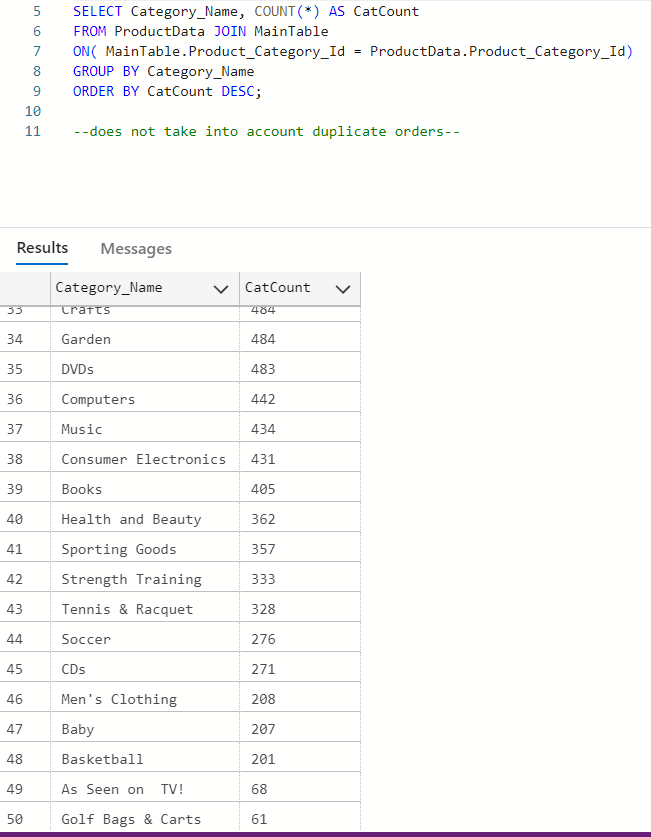 5 SELECT Category_Name, COUNT(*) AS CatCount
6 FROM ProductData JOIN MainTable
7 ON( MainTable.Product_Category_Id = ProductData.Product_Category_Id)
8 GROUP BY Category_Name
9 ORDER BY CatCount DESC;
10
11 --does not take into account duplicate orders--
Results Messages
Category_Name CatCount
33 Crafts 484
34 Garden 484
35 DVDs 483
36 Computers 442
37 Music 434
38 Consumer Electronics 431
39 Books 405
40 Health and Beauty 362
41 Sporting Goods 357
42 Strength Training 333
43 Tennis & Racquet 328
44 Soccer 276
45 CDs 271
46 Men's Clothing 208
47 Baby 207
48 Basketball 201
49 As Seen on  TV! 68
50 Golf Bags & Carts 61